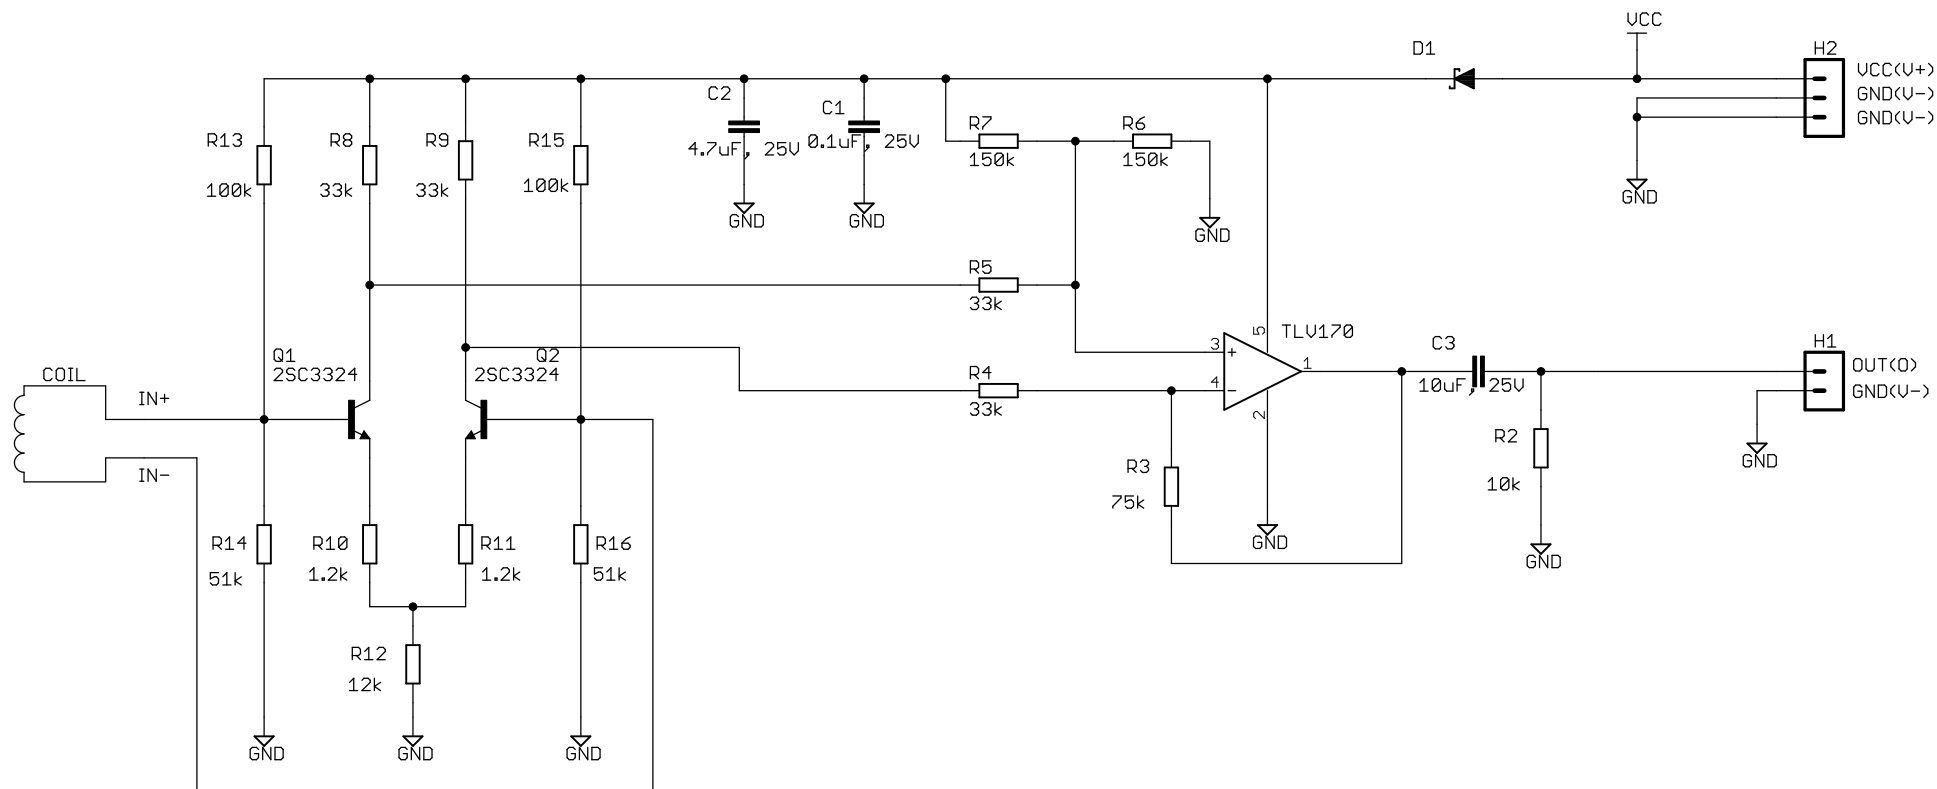 VCC
D1
H2
VCC(V+)
GND(V-)
GND(V-)
C2
C1
4.7uF, 25V
0.1uF, 25V
R13
100k
R8
33k
R9
33k
R15
100k
R7
150k
R6
150k
GND
GND
GND
GND
R5
33k
TLV170
5
3
+
1
4
-
2
Q1
2SC3324
Q2
2SC3324
COIL
IN+
IN-
R4
33k
C3
10uF, 25V
H1
OUT(O)
GND(V-)
R3
75k
R2
10k
GND
GND
GND
R14
51k
R10
1.2k
R11
1.2k
R16
51k
R12
12k
GND
GND
GND